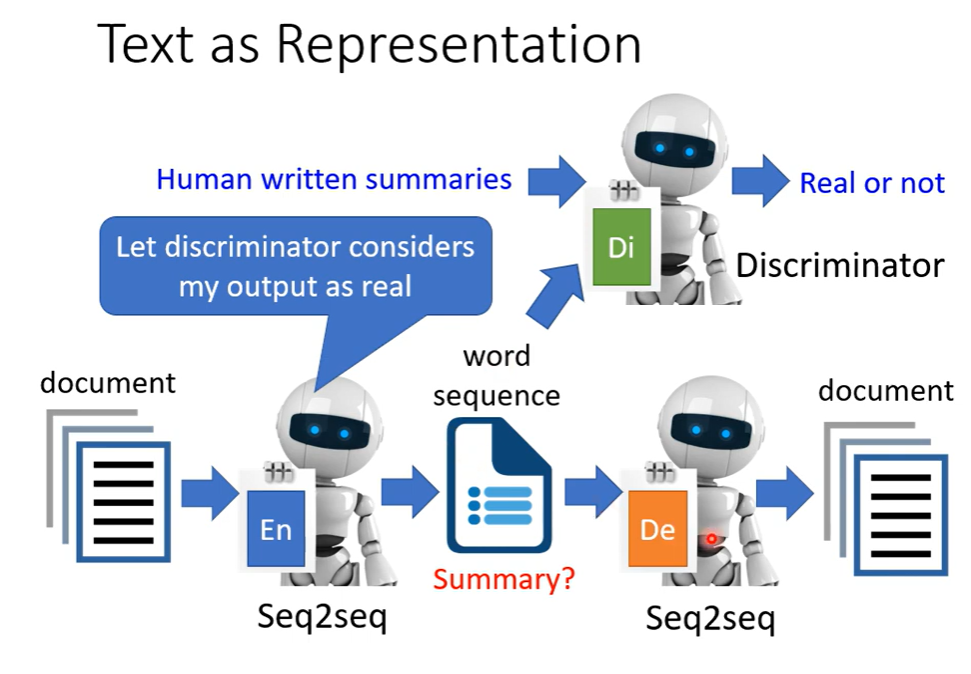 Text as Representation
Human written summaries
Real or not
Let discriminator considers
my output as real
Di
Discriminator
word
sequence
document
document
En
De
Summary?
Seq2seq
Seq2seq